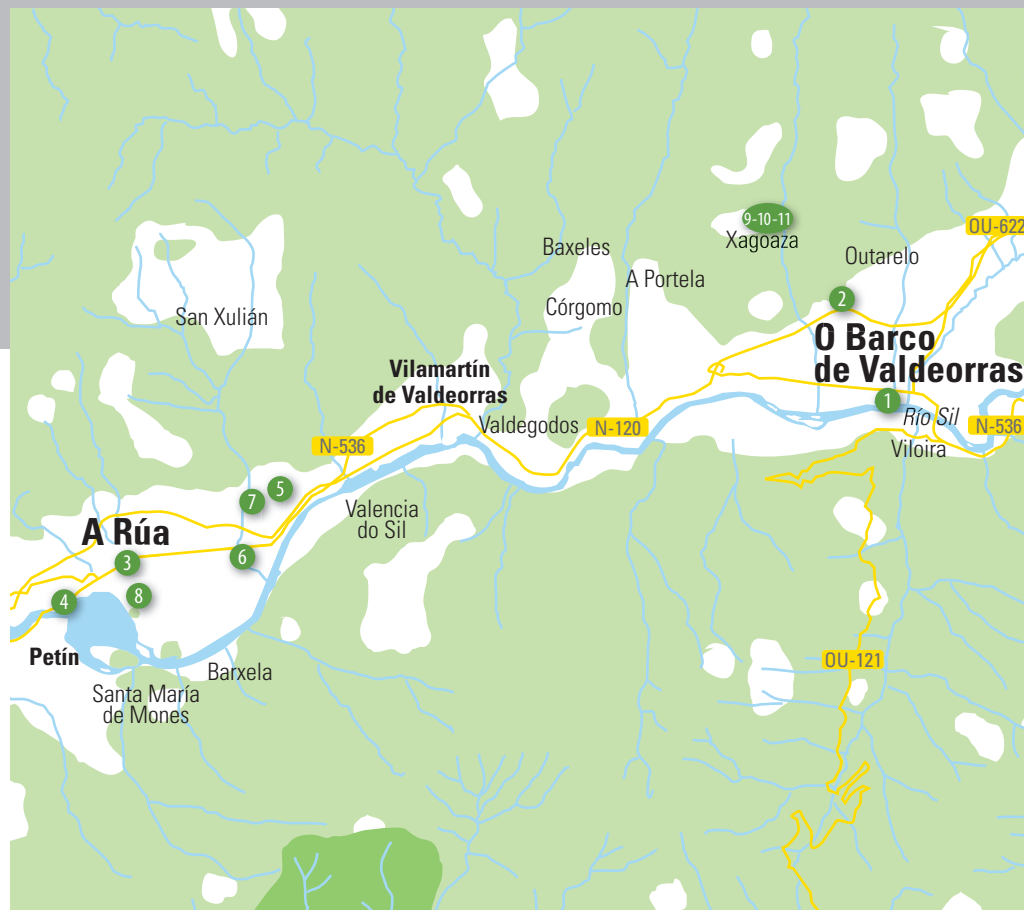 9-10-11
Xagoaza
OU-622
Baxeles
Outarelo
A Portela
2
Córgomo
San Xulián
O Barco
de Valdeorras
Vilamartín
de Valdeorras
1
Río Sil
Valdegodos
N-120
N-536
Viloira
N-536
5
7
Valencia
do Sil
A Rúa
6
3
8
4
Petín
Barxela
OU-121
Santa María
de Mones